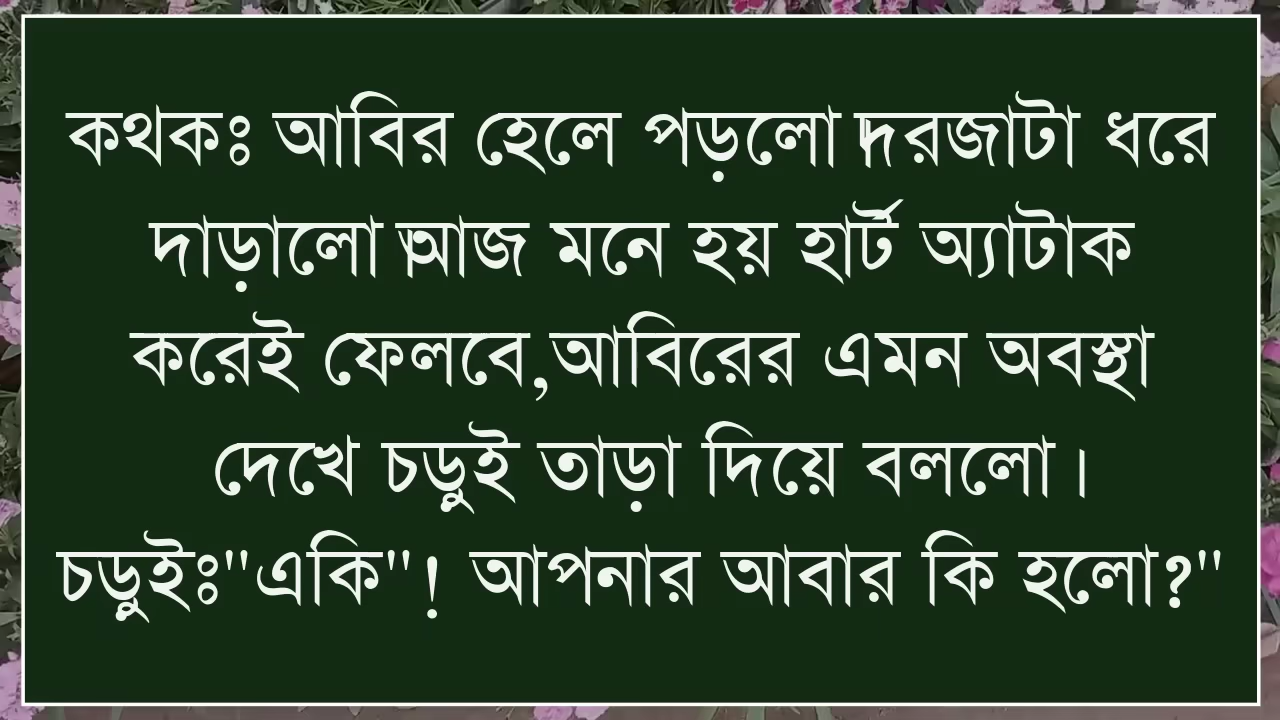 কথকঃ আবির হেলে পড়লো দরজাটা ধরে
দাড়ালো আজ মনে হয় হার্ট অ্যাটাক
করেই ফেলবে,আবিরের এমন অবস্থা
দেখে চড়ুই তাড়া দিয়ে বললো।
চড়ুইঃ"একি"! আপনার আবার কি হলো?"